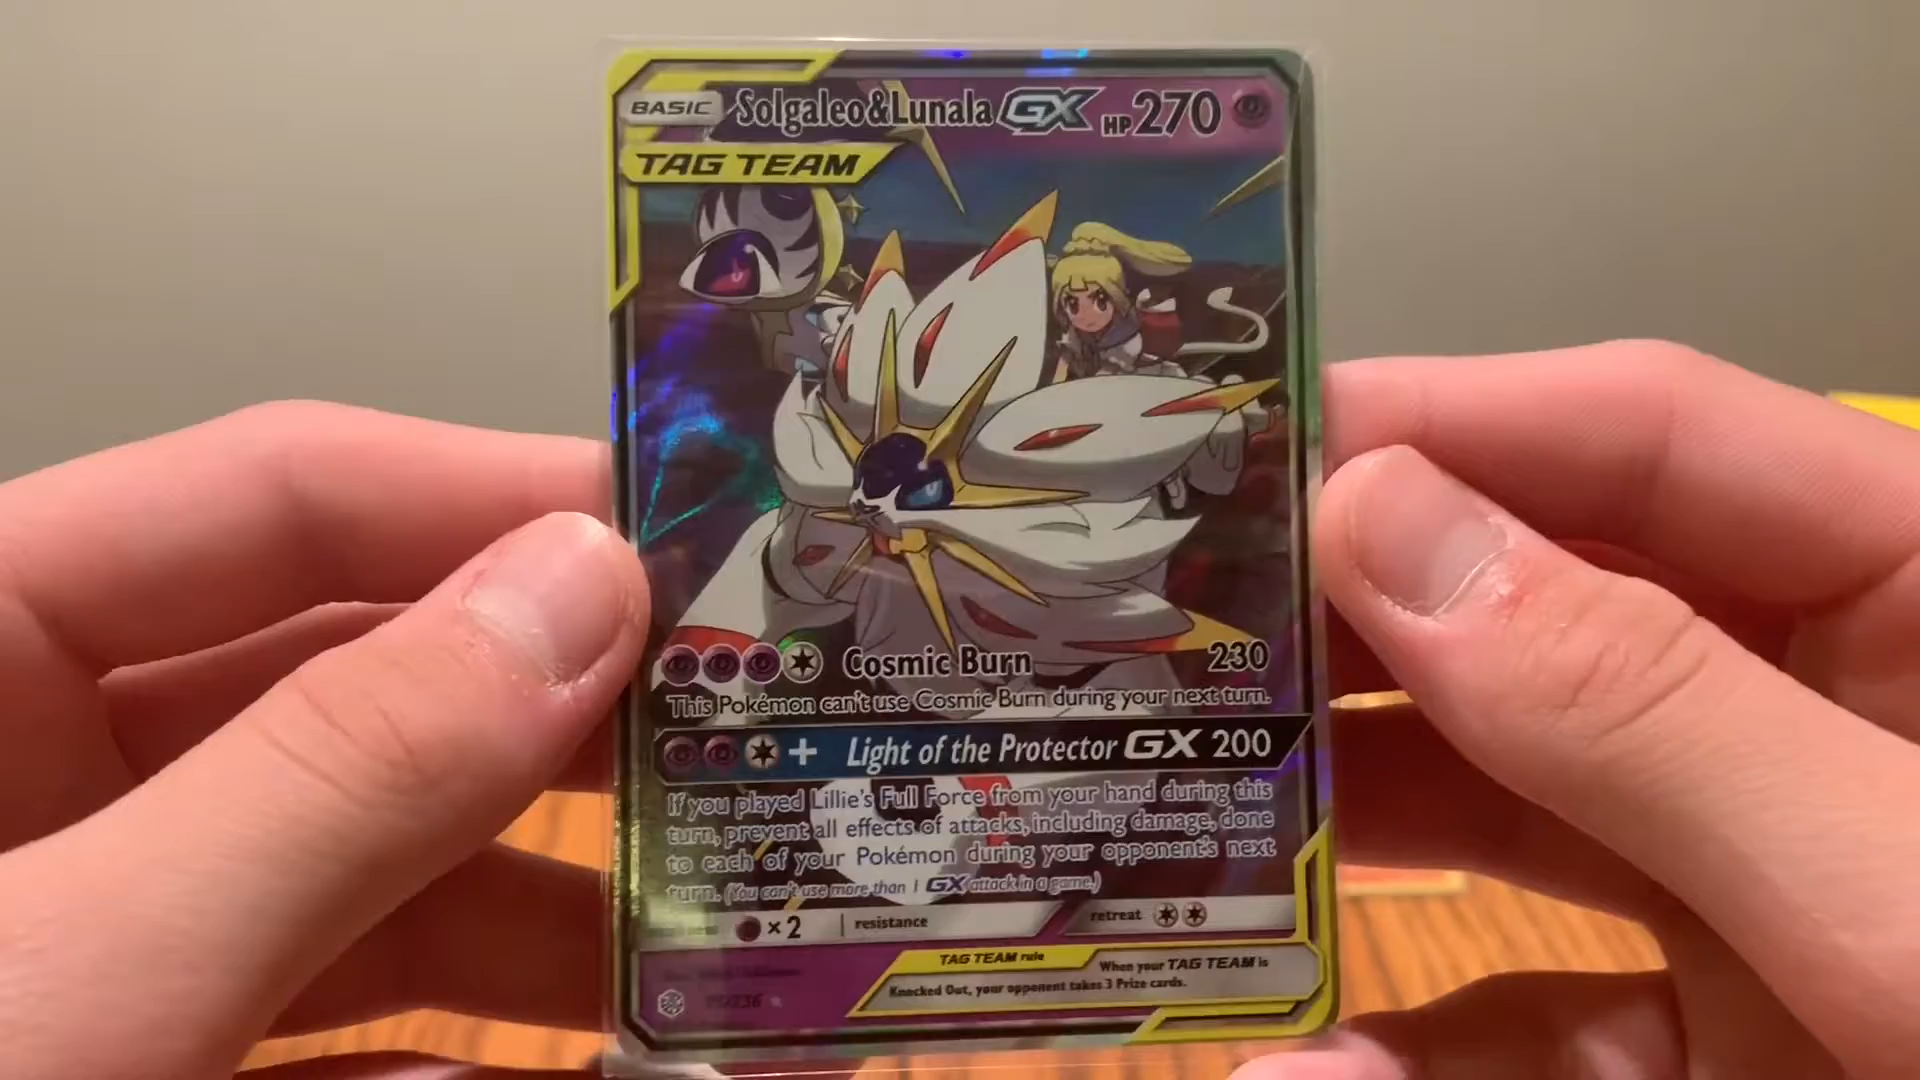 BASIC Solgaleo&Lunala GX HP 270
TAG TEAM
Cosmic Burn 230
This Pokémon can't use Cosmic Burn during your next turn.
+ Light of the Protector GX 200
If you played Lillie's Full Force from your hand during this
turn, prevent all effects of attacks, including damage, done
to each of your Pokémon during your opponent's next
turn. (You can't use more than 1 GX attack in a game.)
×2 resistance retreat
TAG TEAM rule When your TAG TEAM is
Knocked Out, your opponent takes 3 Prize cards.